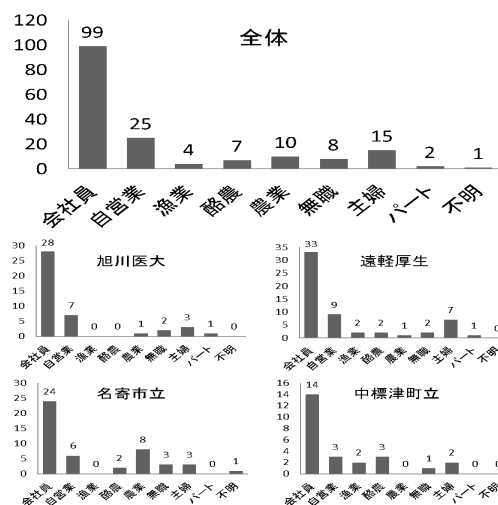 全体
120
100
80
60
40
20
0
99 25 4 7 10 8 15 2 1
会社員 自営業 漁業 酪農 農業 無職 主婦 パート 不明
旭川医大
30
25
20
15
10
5
0
28 7 0 0 1 2 3 1 0
会社員 自営業 漁業 酪農 農業 無職 主婦 パート 不明
遠軽厚生
35
30
25
20
15
10
5
0
33 9 2 2 1 2 7 1 0
会社員 自営業 漁業 酪農 農業 無職 主婦 パート 不明
名寄市立
30
25
20
15
10
5
0
24 6 0 2 8 3 3 0 1
会社員 自営業 漁業 酪農 農業 無職 主婦 パート 不明
中標津町立
16
14
12
10
8
6
4
2
0
14 3 2 3 0 1 2 0 0
会社員 自営業 漁業 酪農 農業 無職 主婦 パート 不明